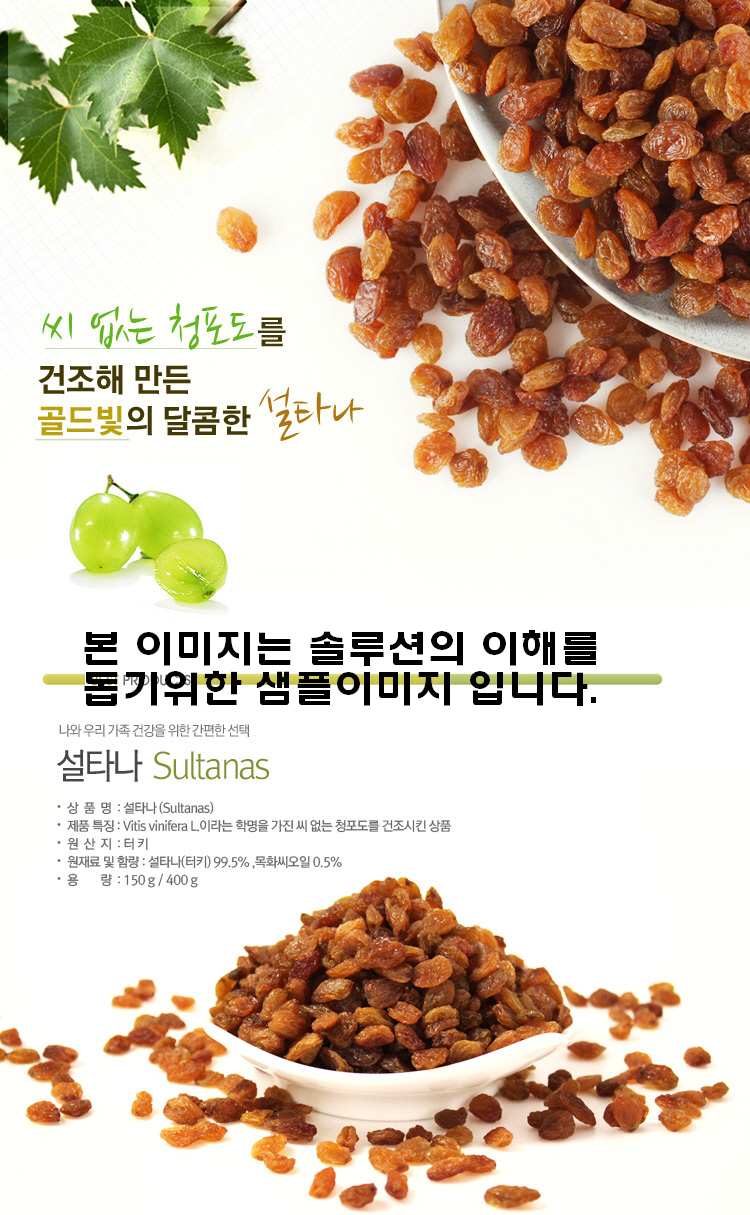 씨 없는 청포도를
건조해 만든
골드빛의 달콤한 설타나
본 이미지는 솔루션의 이해를
돕기위한 샘플이미지 입니다.
PRODUCTS
나와 우리 가족 건강을 위한 간편한 선택
설타나 Sultanas
· 상 품 명 : 설타나 (Sultanas)
· 제품 특징 : Vitis vinifera L.이라는 학명을 가진 씨 없는 청포도를 건조시킨 상품
· 원 산 지 : 터키
· 원재료 및 함량 : 설타나(터키) 99.5% ,목화씨오일 0.5%
· 용 량 : 150 g / 400 g